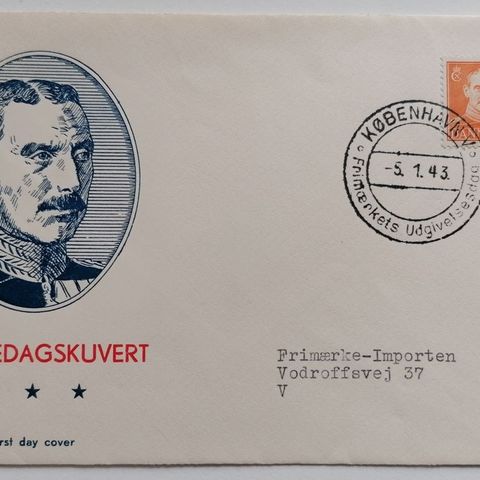 KØBENHAVN V
-5. 1. 43.
Frimærkets Udgivelsesdag
EDAGSKUVERT
rst day cover
Frimærke-Importen
Vodroffsvej 37
V